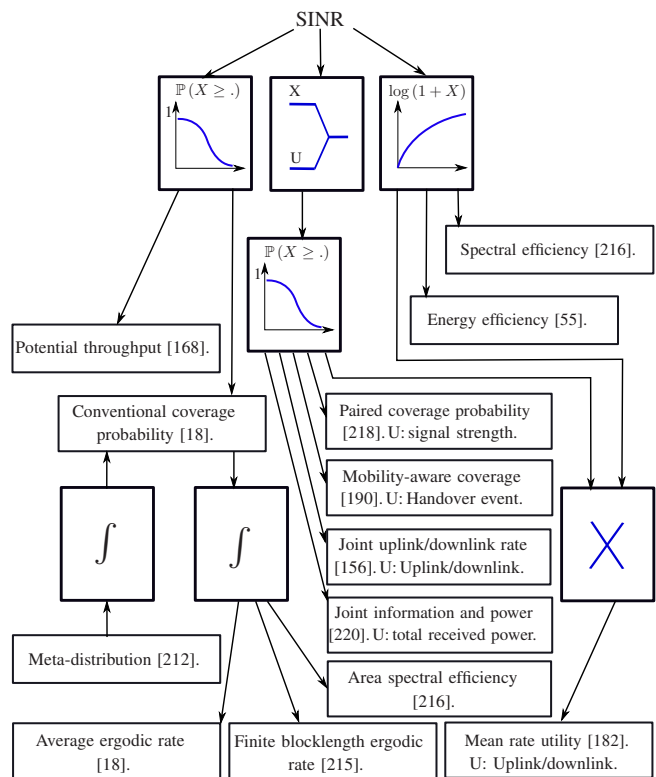 SINR
ℙ (X ≥ .)
1
X
U
log (1 + X)
ℙ (X ≥ .)
1
Spectral efficiency [216].
Energy efficiency [55].
Potential throughput [168].
Conventional coverage
probability [18].
Paired coverage probability
[218]. U: signal strength.
Mobility-aware coverage
[190]. U: Handover event.
∫
∫
Joint uplink/downlink rate
[156]. U: Uplink/downlink.
Joint information and power
[220]. U: total received power.
Meta-distribution [212].
Area spectral efficiency
[216].
Average ergodic rate
[18].
Finite blocklength ergodic
rate [215].
Mean rate utility [182].
U: Uplink/downlink.